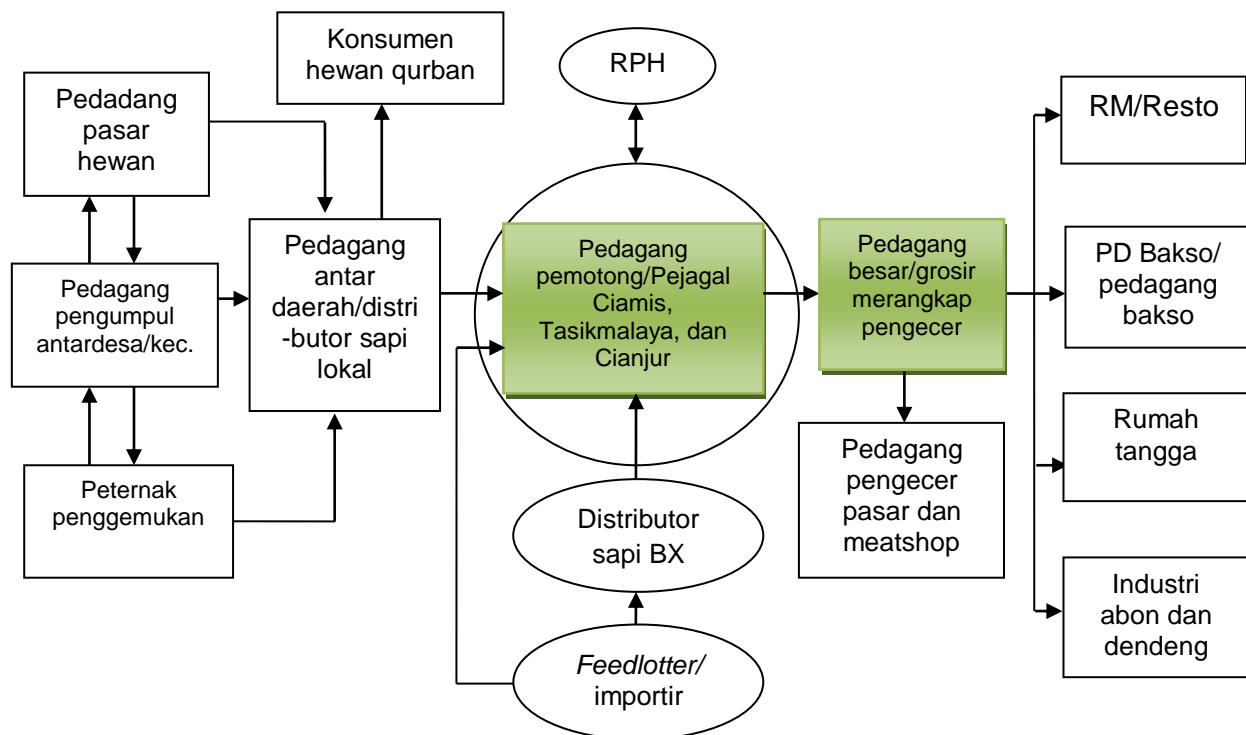 Konsumen
hewan qurban
RPH
Pedadang
pasar
hewan
RM/Resto
Pedagang
antar
daerah/distri
-butor sapi
lokal
Pedagang
pemotong/Pejagal
Ciamis,
Tasikmalaya, dan
Cianjur
Pedagang
besar/grosir
merangkap
pengecer
PD Bakso/
pedagang
bakso
Pedagang
pengumpul
antardesa/kec.
Rumah
tangga
Pedagang
pengecer
pasar dan
meatshop
Peternak
penggemukan
Distributor
sapi BX
Industri
abon dan
dendeng
Feedlotter/
importir